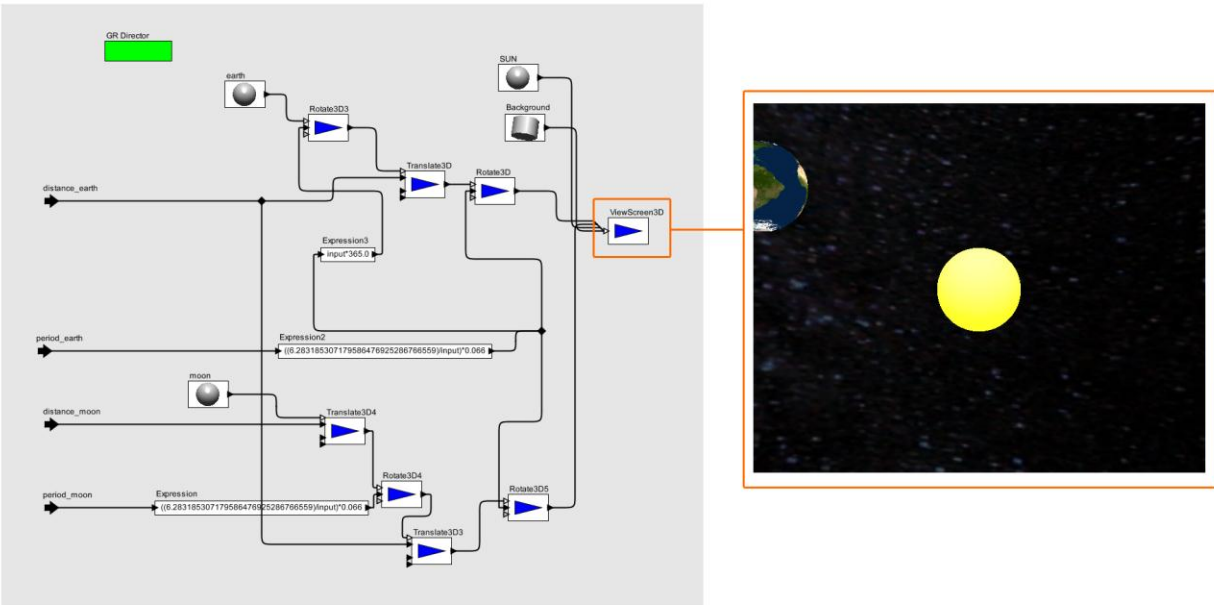 GR Director
earth
SUN
Rotate3D3
Background
Translate3D
Rotate3D
distance_earth
ViewScreen3D
Expression3
input*365.0
period_earth
Expression2
((6.283185307179586476925286766559)/input)*0.066
moon
distance_moon
Translate3D4
Rotate3D4
period_moon
Expression
((6.283185307179586476925286766559)/input)*0.066
Rotate3D5
Translate3D3